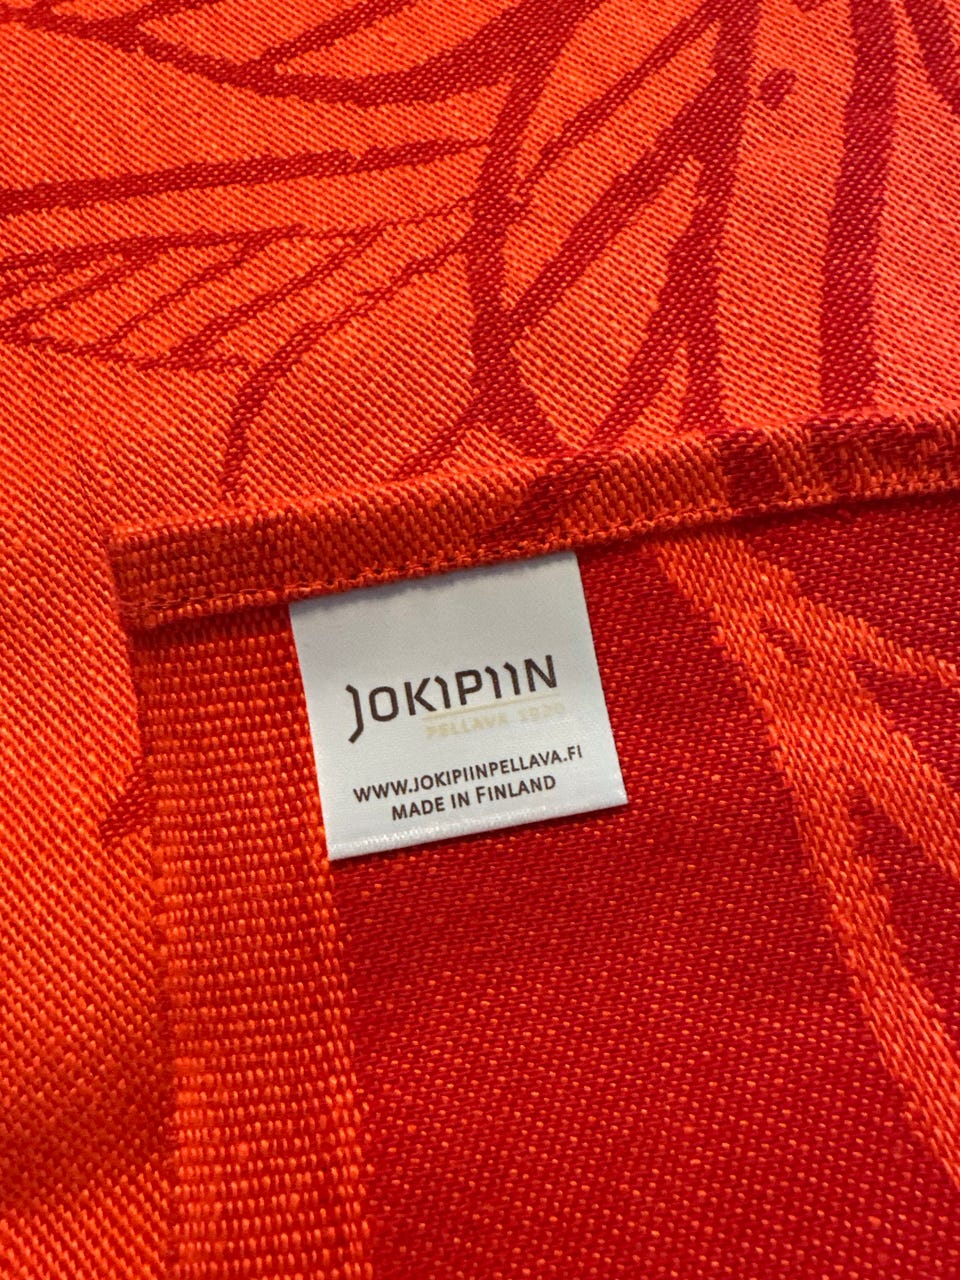 JOKIPIIN
PELLAVA 1920
WWW.JOKIPIINPELLAVA.FI
MADE IN FINLAND